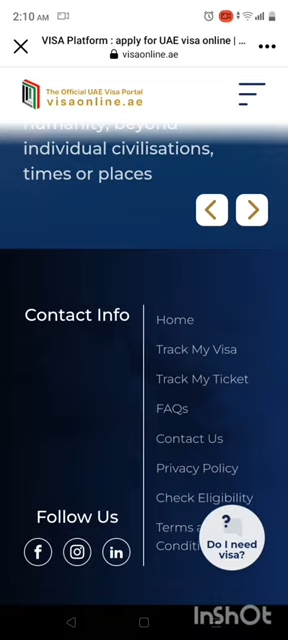 2:10 AM
VISA Platform : apply for UAE visa online | ...
visaonline.ae
The Official UAE Visa Portal
visaonline.ae
humanity, beyond
individual civilisations,
times or places
Contact Info
Home
Track My Visa
Track My Ticket
FAQs
Contact Us
Privacy Policy
Check Eligibility
Terms a
Conditi
Follow Us
?
Do I need
visa?
InShOt